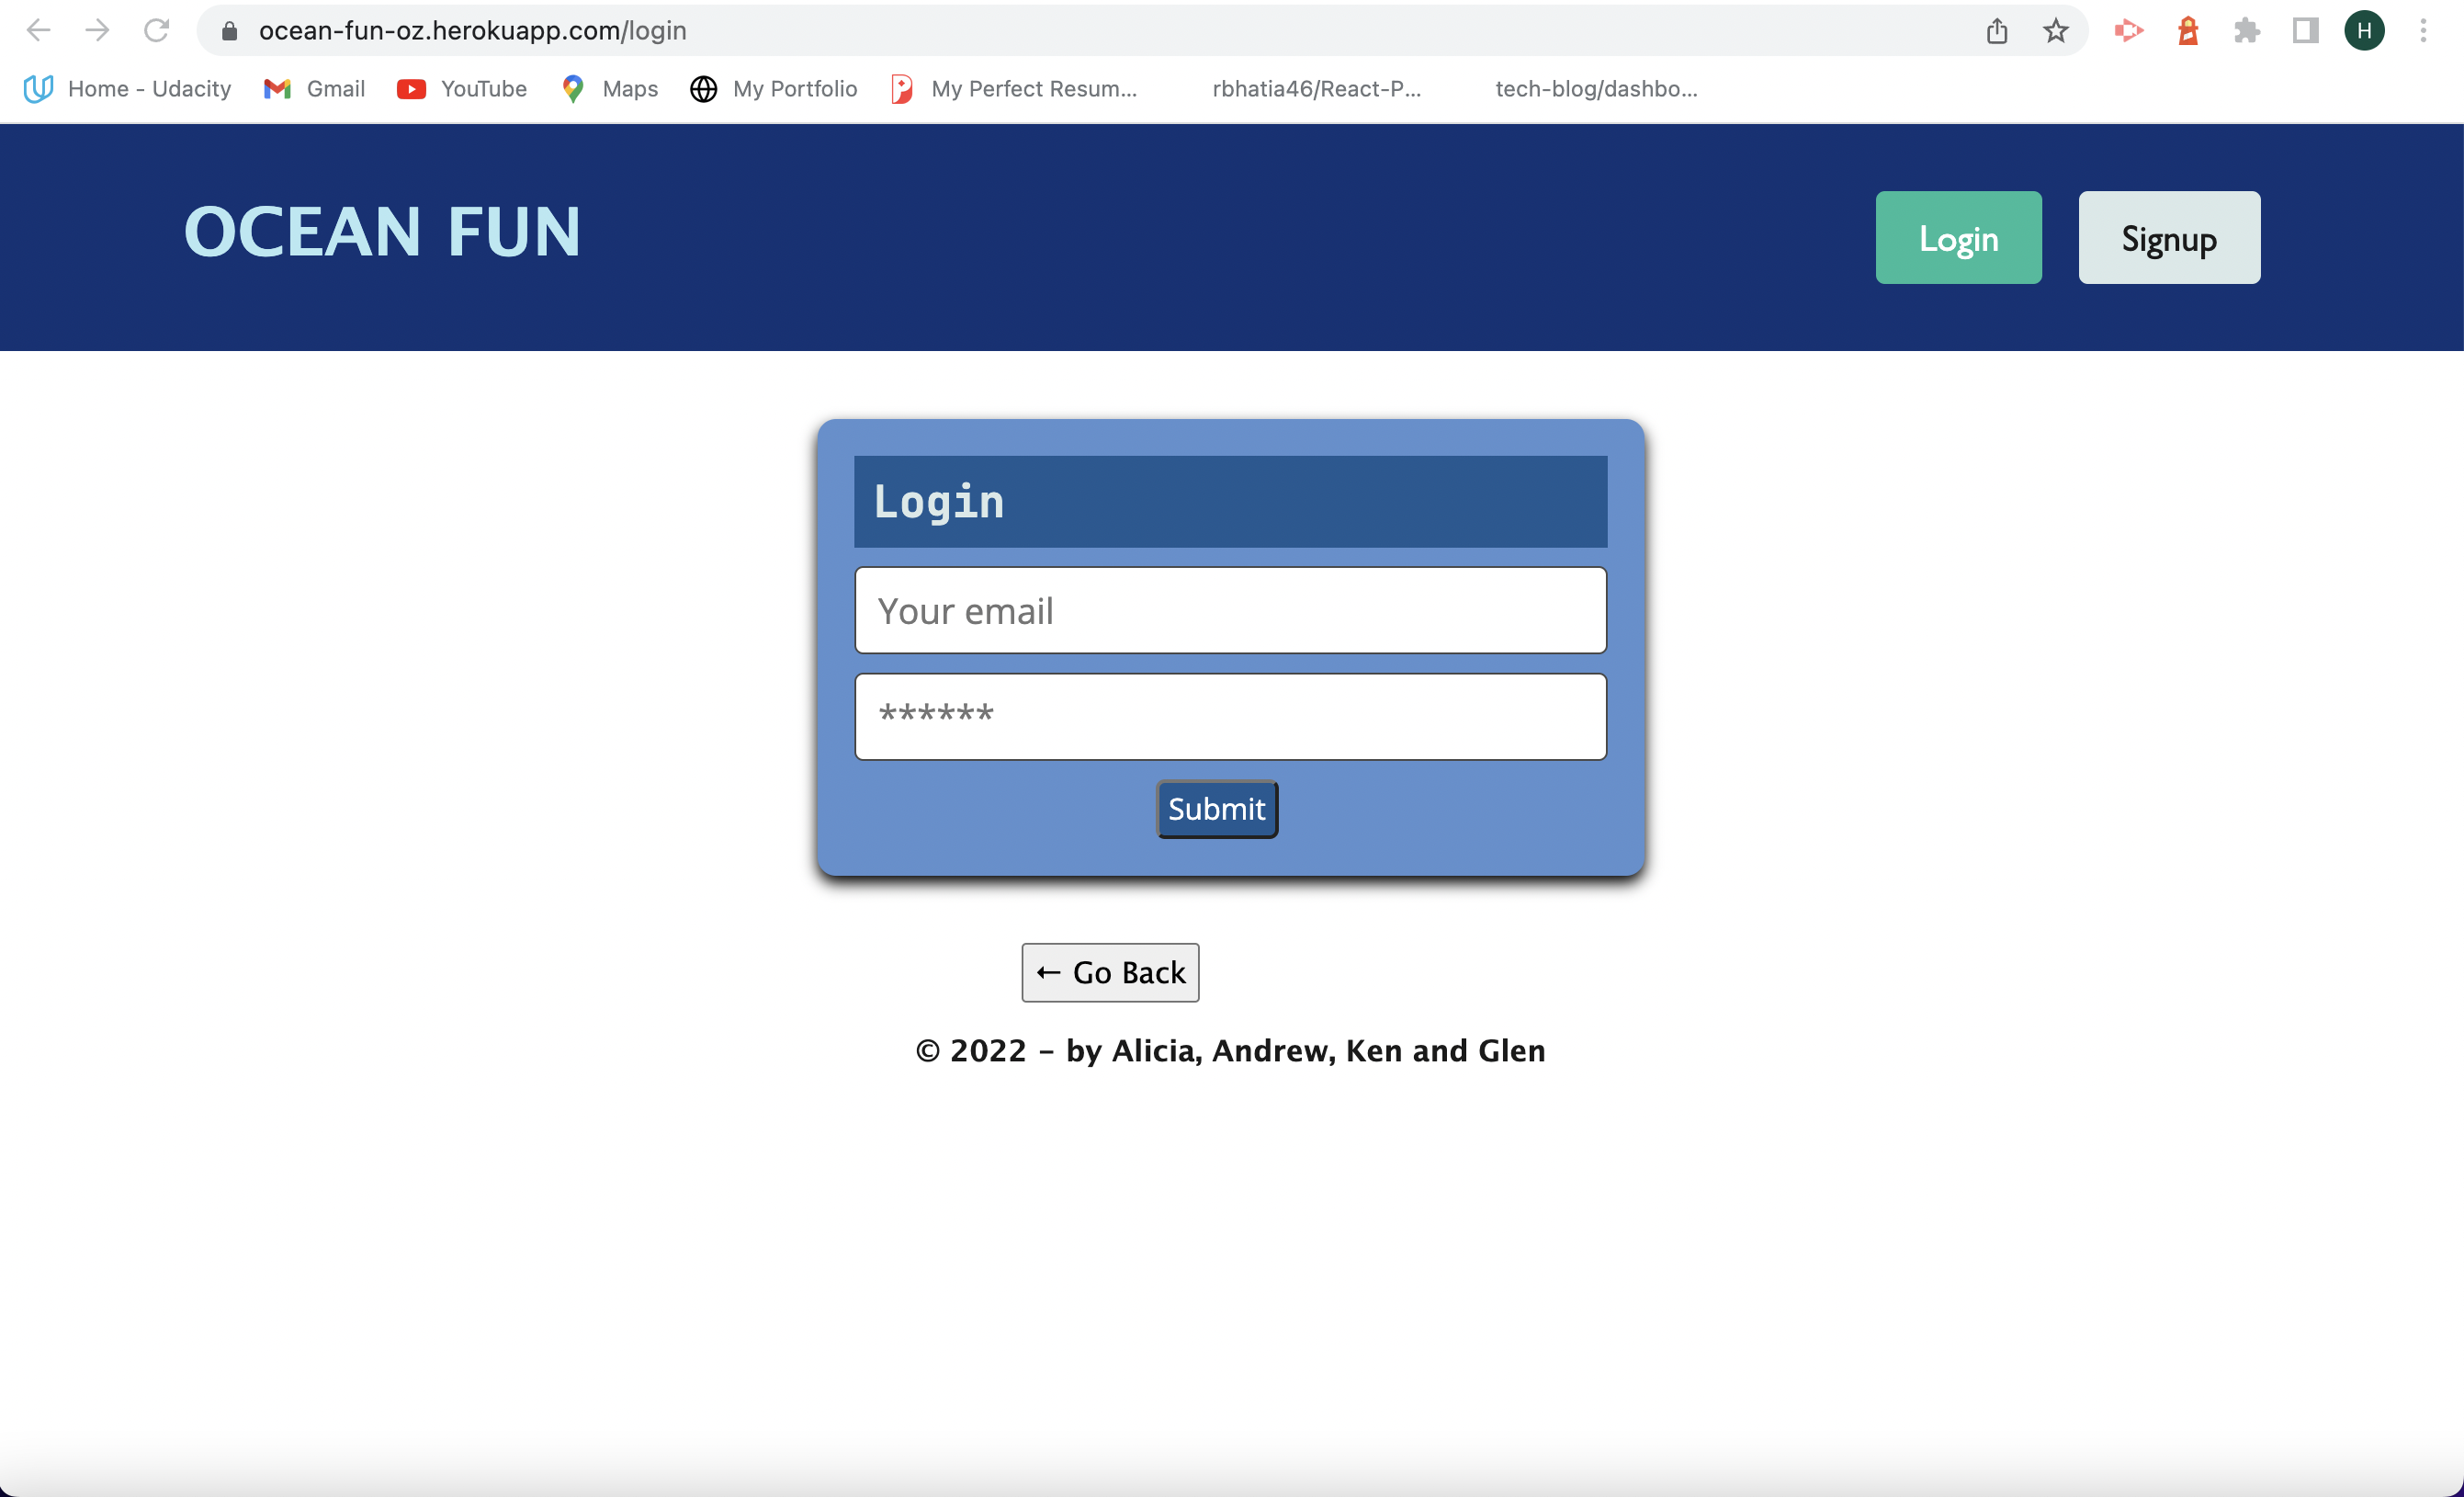 ocean-fun-oz.herokuapp.com/login
H
Home - Udacity Gmail YouTube Maps My Portfolio My Perfect Resum... rbhatia46/React-P... tech-blog/dashbo...
OCEAN FUN
Login Signup
Login
Your email
******
Submit
← Go Back
© 2022 - by Alicia, Andrew, Ken and Glen